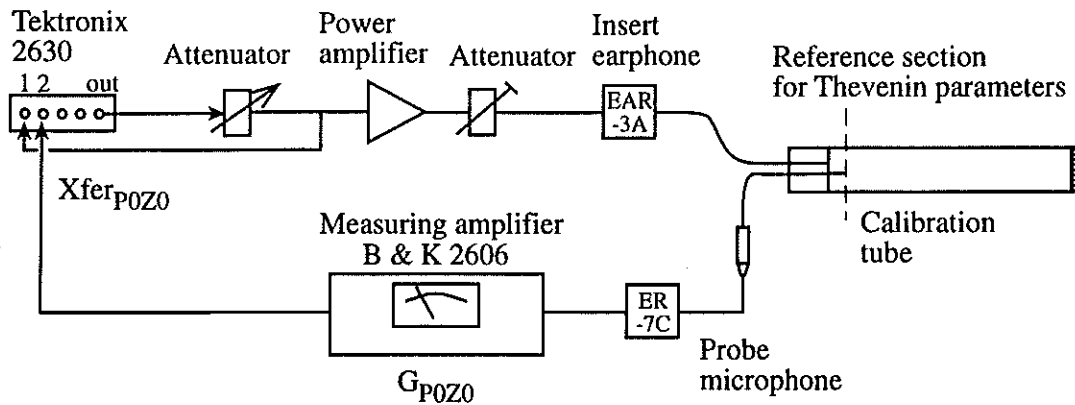 Tektronix
2630
1 2 out
Attenuator
Power
amplifier
Attenuator
Insert
earphone
EAR
-3A
Reference section
for Thevenin parameters
XferP0Z0
Calibration
tube
Measuring amplifier
B & K 2606
ER
-7C
GP0Z0
Probe
microphone